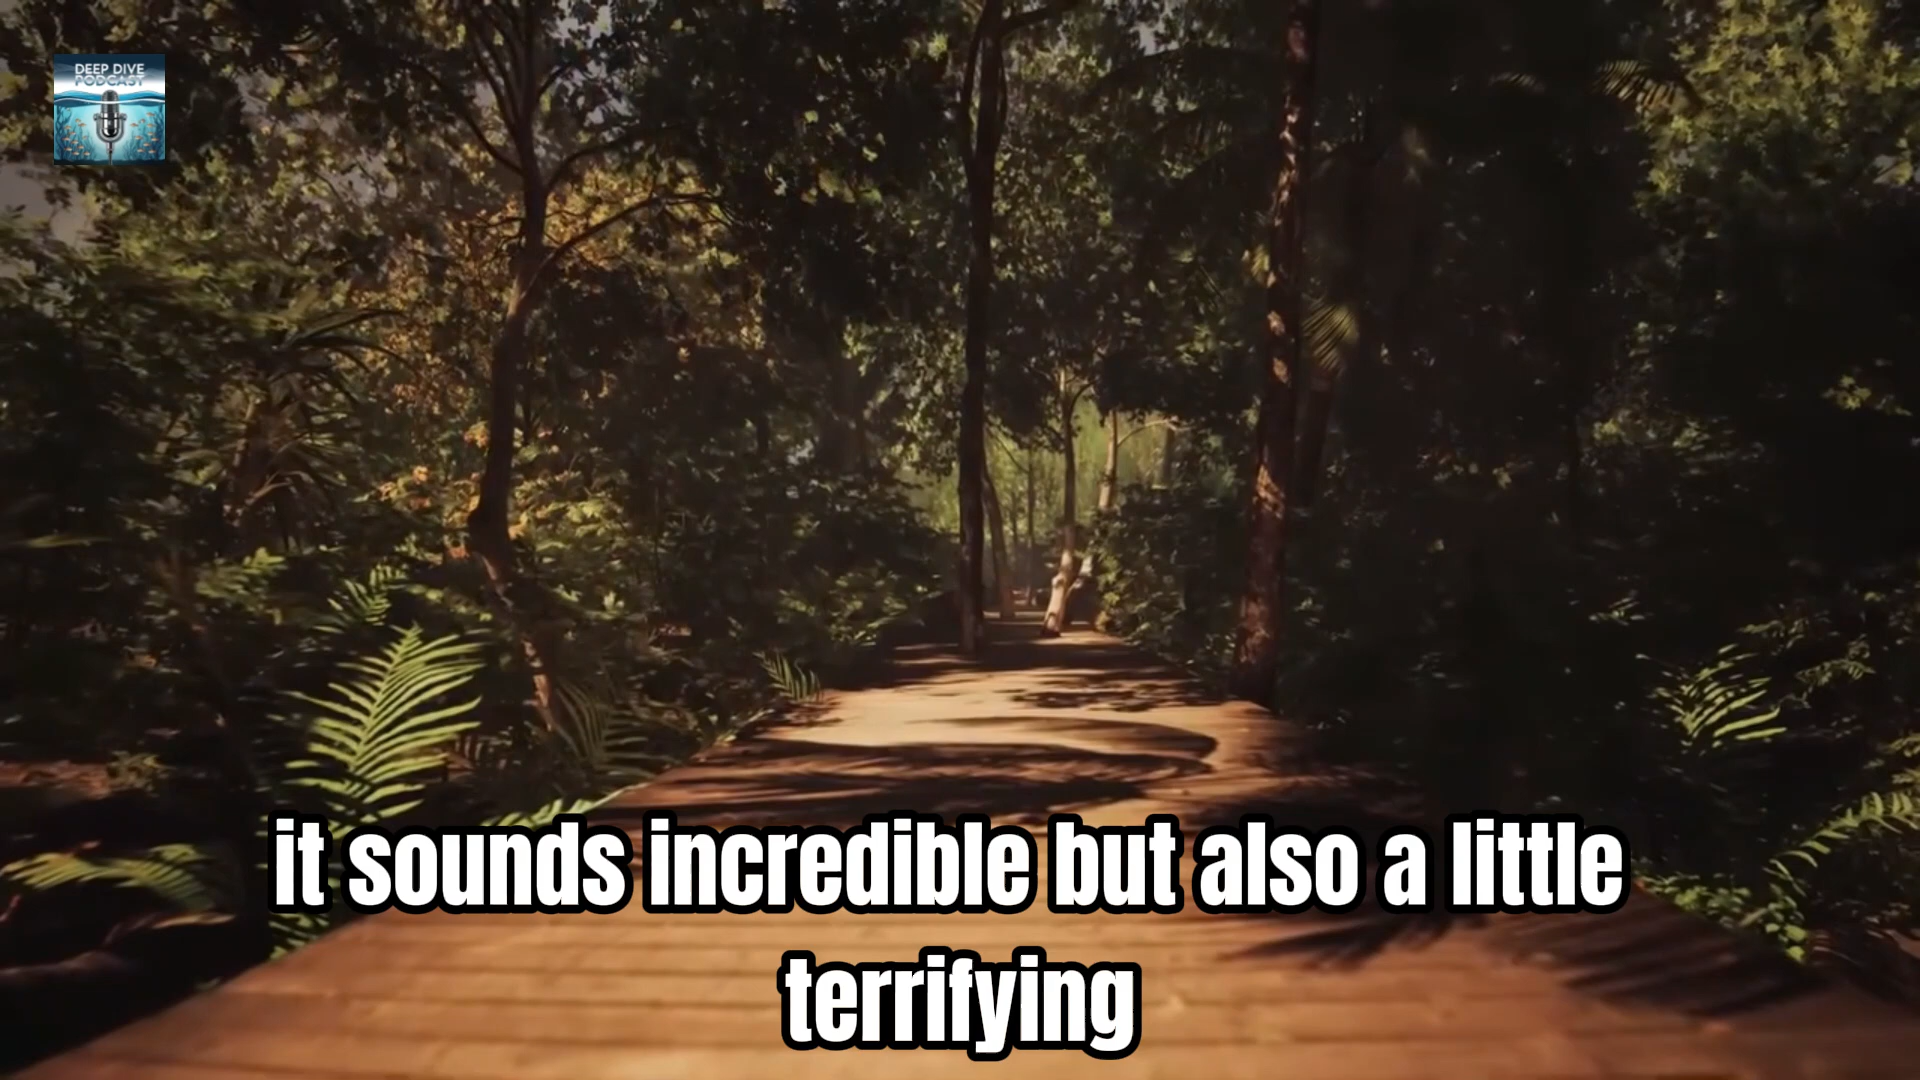 DEEP DIVE
PODCAST
it sounds incredible but also a little
terrifying